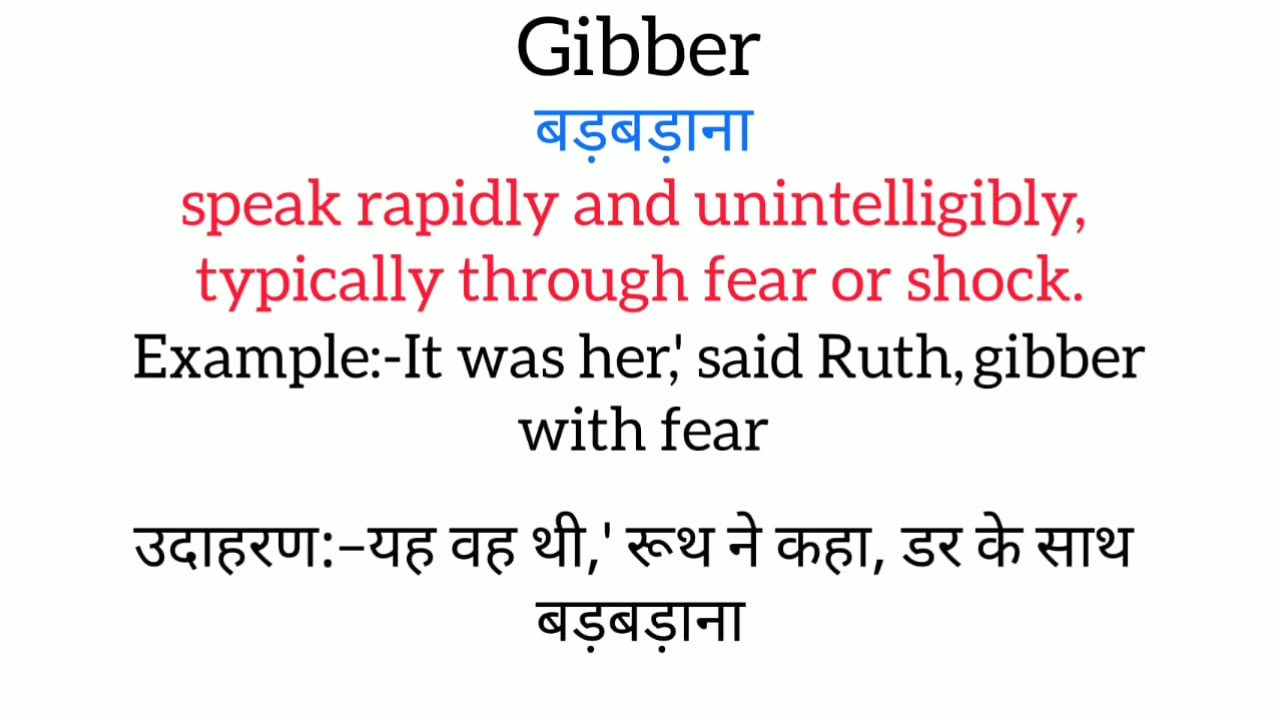 Gibber
बड़बड़ाना
speak rapidly and unintelligibly,
typically through fear or shock.
Example:-It was her,' said Ruth, gibber
with fear
उदाहरण:–यह वह थी,' रूथ ने कहा, डर के साथ
बड़बड़ाना